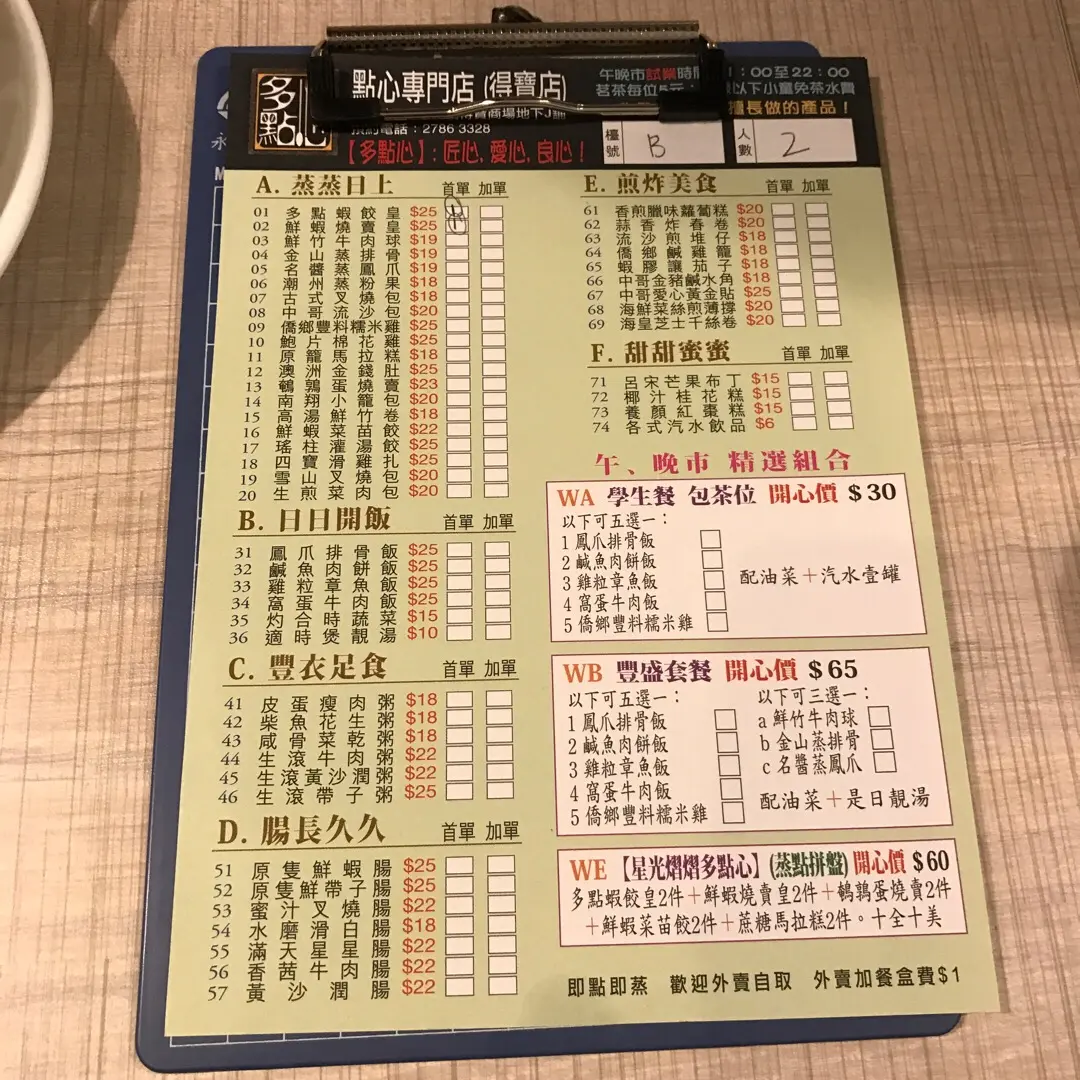 多點心
點心專門店 (得寶店)
午晚市試業時間
1:00至22:00
茗茶每位5元
以下小童免茶水費
商場地下J舖
擅長做的產品!
預約電話:2786 3328
【多點心】:匠心,愛心,良心!
檯號 B
人數 2
永
A. 蒸蒸日上 首單 加單
01 多點蝦餃皇 $25
02 鮮蝦燒賣皇 $25
03 鮮竹牛肉球 $19
04 金山蒸排骨 $19
05 名醬蒸鳳爪 $19
06 潮州蒸粉果 $18
07 古式叉燒包 $18
08 中哥流沙包 $20
09 僑鄉豐料糯米雞 $25
10 鮑片棉花雞 $25
11 原籠馬拉糕 $18
12 澳洲金錢肚 $25
13 鵪鶉蛋燒賣 $23
14 南翔小籠包 $20
15 高湯鮮竹卷 $18
16 鮮蝦菜苗餃 $22
17 瑤柱灌湯餃 $25
18 四寶滑雞扎 $25
19 雪山叉燒包 $20
20 生煎菜肉包 $20
B. 日日開飯 首單 加單
31 鳳爪排骨飯 $25
32 鹹魚肉餅飯 $25
33 雞粒章魚飯 $25
34 窩蛋牛肉飯 $25
35 灼合時蔬菜 $15
36 適時煲靚湯 $10
C. 豐衣足食 首單 加單
41 皮蛋瘦肉粥 $18
42 柴魚花生粥 $18
43 咸骨菜乾粥 $18
44 生滾牛肉粥 $22
45 生滾黃沙潤粥 $22
46 生滾帶子粥 $25
D. 腸長久久 首單 加單
51 原隻鮮蝦腸 $25
52 原隻鮮帶子腸 $25
53 蜜汁叉燒腸 $22
54 水磨滑白腸 $18
55 滿天星星腸 $22
56 香茜牛肉腸 $22
57 黃沙潤腸 $22
E. 煎炸美食 首單 加單
61 香煎臘味蘿蔔糕 $20
62 蒜香炸春卷 $20
63 流沙煎堆仔 $18
64 僑鄉鹹雞籠 $18
65 蝦膠讓茄子 $18
66 中哥金豬鹹水角 $18
67 中哥愛心黃金貼 $25
68 海鮮菜絲煎薄撐 $20
69 海皇芝士千絲卷 $20
F. 甜甜蜜蜜 首單 加單
71 呂宋芒果布丁 $15
72 椰汁桂花糕 $15
73 養顏紅棗糕 $15
74 各式汽水飲品 $6
午、晚市 精選組合
WA 學生餐 包茶位 開心價 $30
以下可五選一:
1 鳳爪排骨飯
2 鹹魚肉餅飯
3 雞粒章魚飯
4 窩蛋牛肉飯
5 僑鄉豐料糯米雞
配油菜+汽水壹罐
WB 豐盛套餐 開心價 $65
以下可五選一:
1 鳳爪排骨飯
2 鹹魚肉餅飯
3 雞粒章魚飯
4 窩蛋牛肉飯
5 僑鄉豐料糯米雞
以下可三選一:
a 鮮竹牛肉球
b 金山蒸排骨
c 名醬蒸鳳爪
配油菜+是日靚湯
WE 【星光熠熠多點心】(蒸點拼盤) 開心價 $60
多點蝦餃皇2件+鮮蝦燒賣皇2件+鵪鶉蛋燒賣2件
+鮮蝦菜苗餃2件+蔗糖馬拉糕2件。十全十美
即點即蒸 歡迎外賣自取 外賣加餐盒費$1